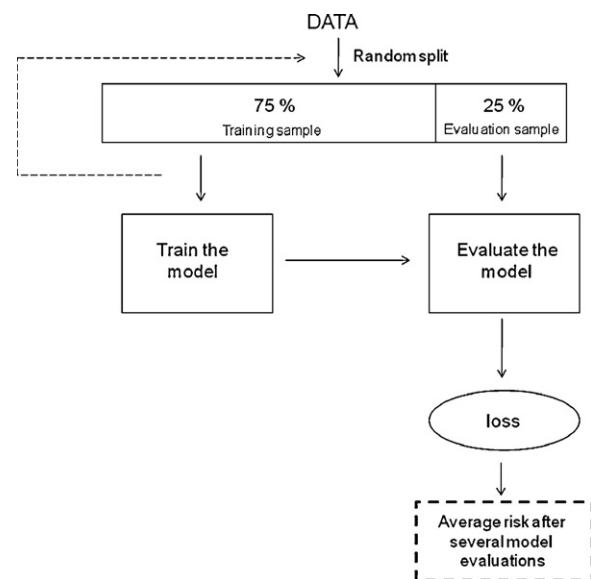 DATA
Random split
75 %
Training sample
25 %
Evaluation sample
Train the
model
Evaluate the
model
loss
Average risk after
several model
evaluations